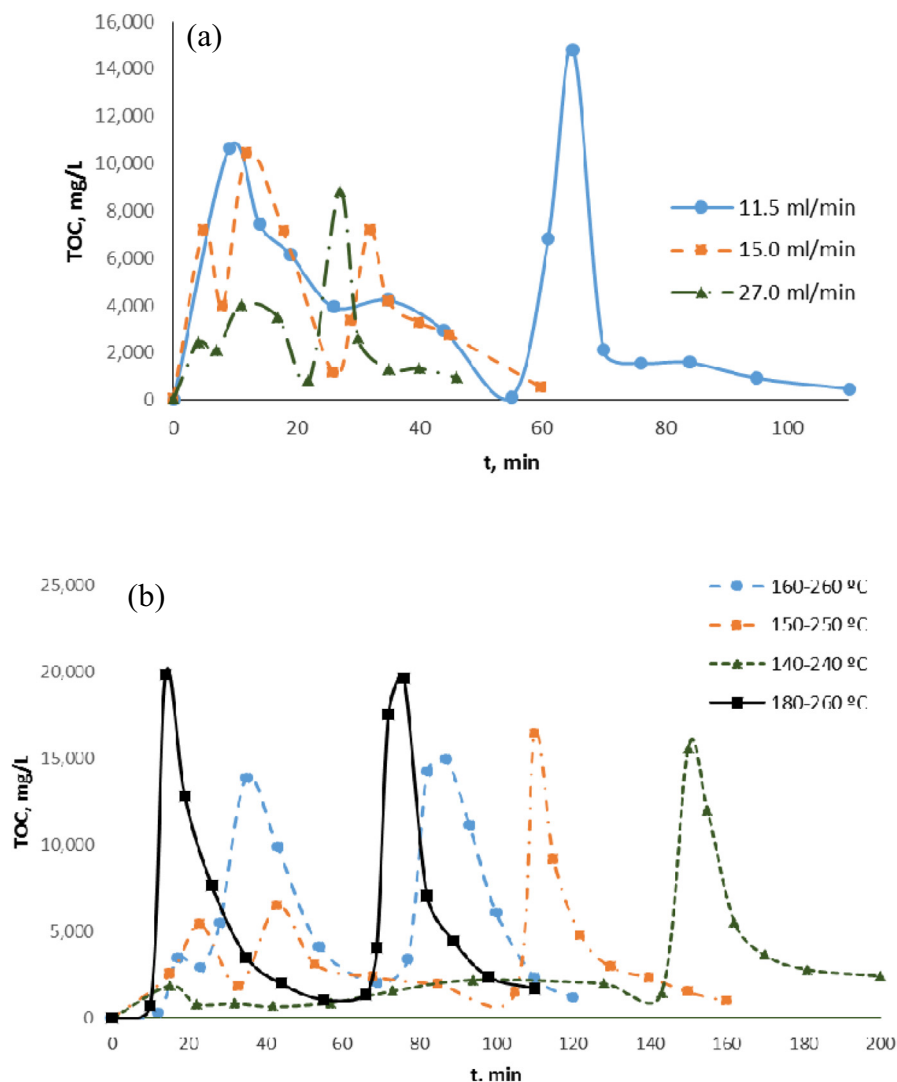 (a)
16,000
14,000
12,000
10,000
8,000
6,000
4,000
2,000
0
TOC, mg/L
0 20 40 60 80 100
t, min
11.5 ml/min
15.0 ml/min
27.0 ml/min
(b)
25,000
20,000
15,000
10,000
5,000
0
TOC, mg/L
0 20 40 60 80 100 120 140 160 180 200
t, min
160-260 ºC
150-250 ºC
140-240 ºC
180-260 ºC